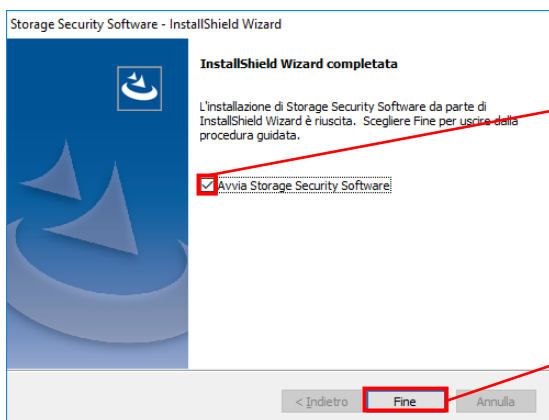 Storage Security Software - InstallShield Wizard
InstallShield Wizard completata
L'installazione di Storage Security Software da parte di
InstallShield Wizard è riuscita. Scegliere Fine per uscire dalla
procedura guidata.
Avvia Storage Security Software
< Indietro
Fine
Annulla